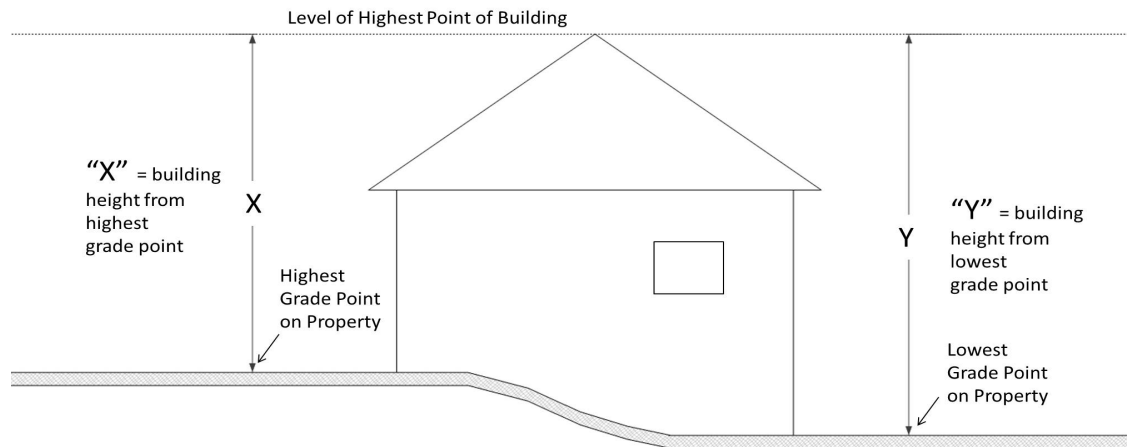 Level of Highest Point of Building
“X” = building
height from
highest
grade point
X
Highest
Grade Point
on Property
“Y” = building
height from
lowest
grade point
Y
Lowest
Grade Point
on Property